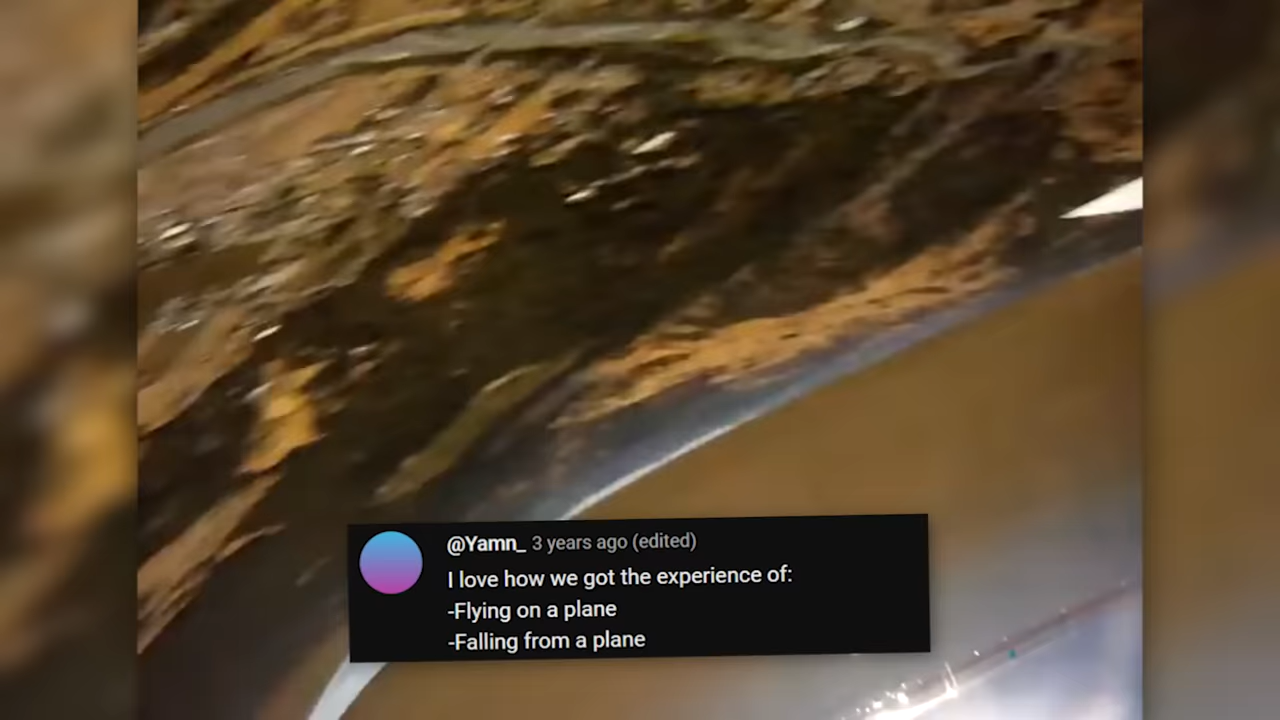 @Yamn_ 3 years ago (edited)
I love how we got the experience of:
-Flying on a plane
-Falling from a plane